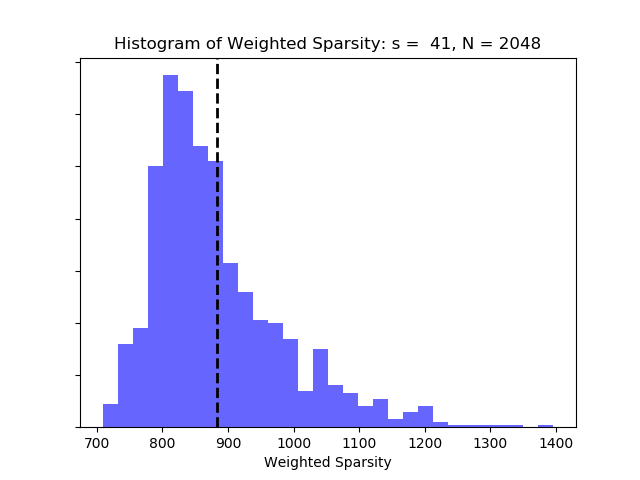 Histogram of Weighted Sparsity: s =  41, N = 2048
700 800 900 1000 1100 1200 1300 1400
Weighted Sparsity